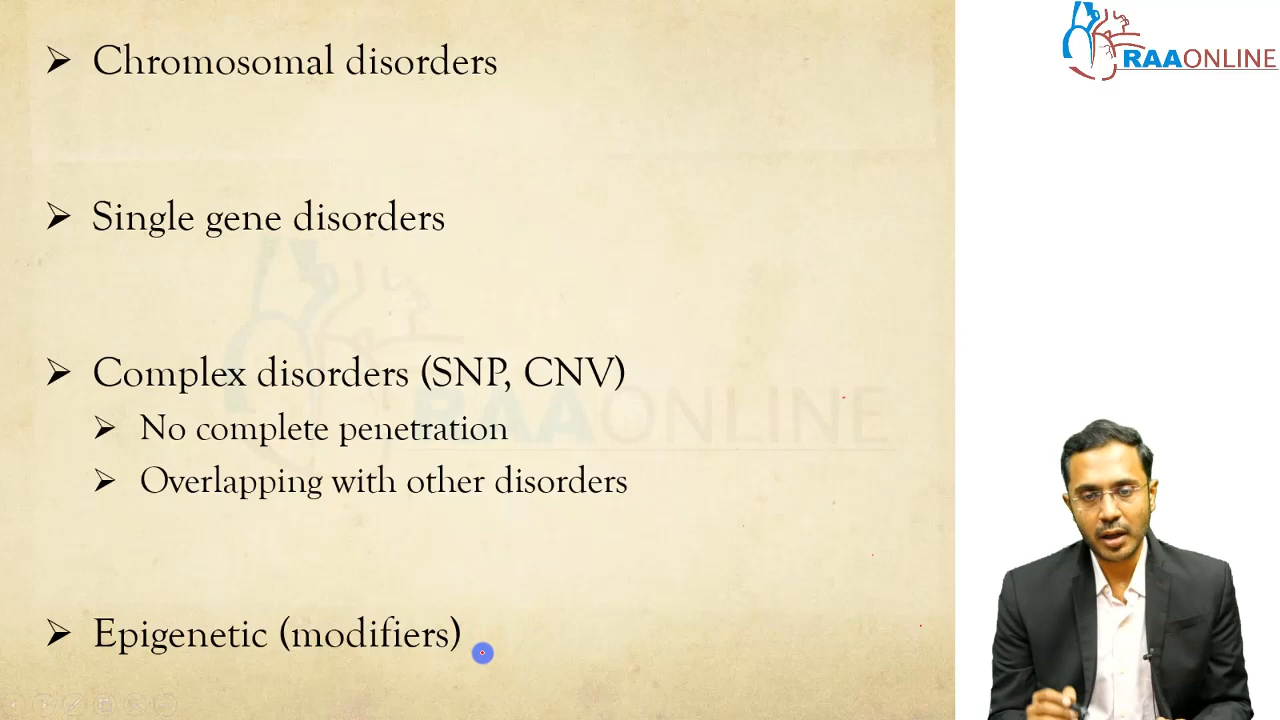 Chromosomal disorders
Single gene disorders
Complex disorders (SNP, CNV)
No complete penetration
Overlapping with other disorders
Epigenetic (modifiers)
RAAONLINE
RAAONLINE